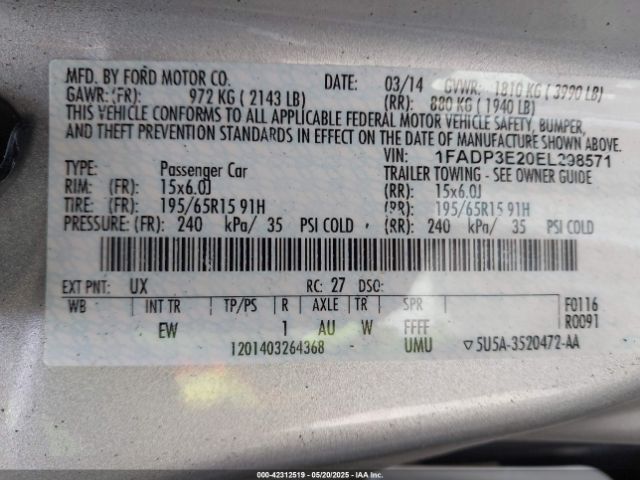 MFD. BY FORD MOTOR CO. DATE: 03/14 GVWR: 1810 KG ( 3990 LB)
GAWR: (FR): 972 KG ( 2143 LB) (RR): 880 KG ( 1940 LB)
THIS VEHICLE CONFORMS TO ALL APPLICABLE FEDERAL MOTOR VEHICLE SAFETY, BUMPER,
AND THEFT PREVENTION STANDARDS IN EFFECT ON THE DATE OF MANUFACTURE SHOWN ABOVE.
VIN: 1FADP3E20EL298571
TYPE: Passenger Car TRAILER TOWING - SEE OWNER GUIDE
RIM: (FR): 15x6.0J (RR): 15x6.0J
TIRE: (FR): 195/65R15 91H (RR): 195/65R15 91H
PRESSURE: (FR): 240 kPa/ 35 PSI COLD (RR): 240 kPa/ 35 PSI COLD
EXT PNT: UX RC: 27 DSO:
WB INT TR TP/PS R AXLE TR SPR F0116
EW 1 AU W FFFF R0091
1201403264368 UMU ▽5U5A-3520472-AA
000-42312519 | 05/20/2025 - IAAI.COM